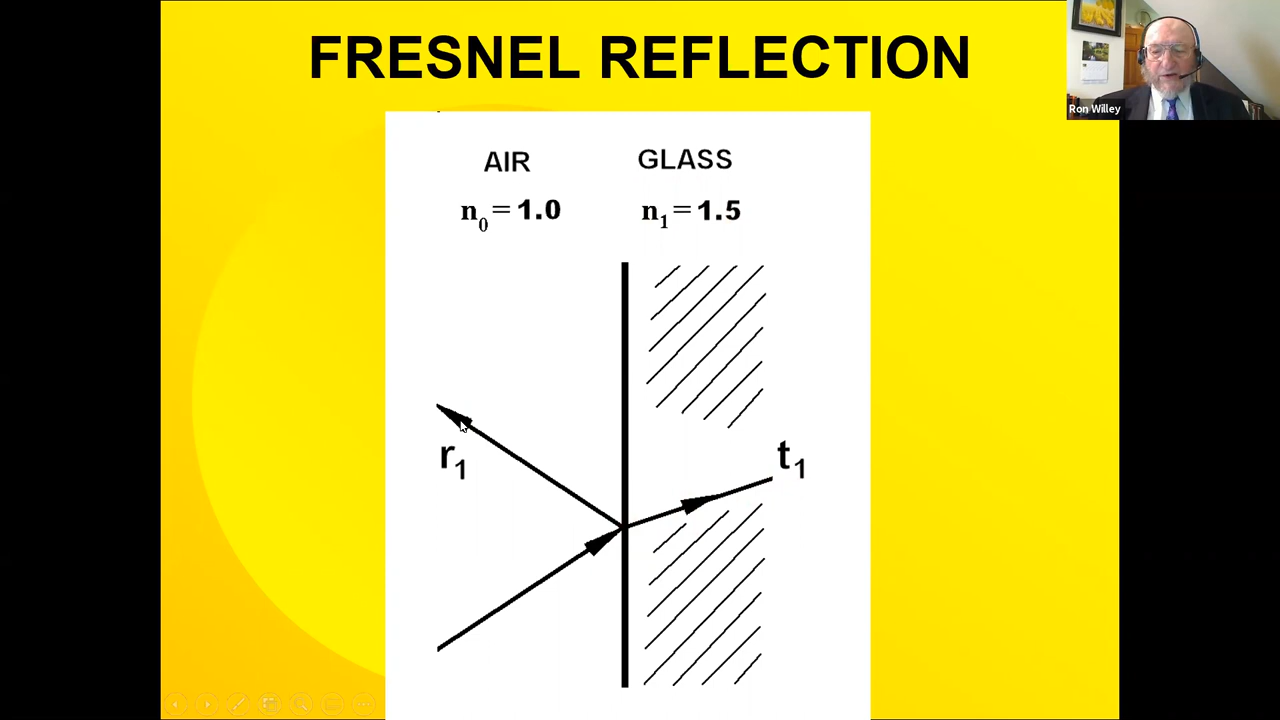 FRESNEL REFLECTION
Ron Willey
AIR GLASS
n0 = 1.0 n1 = 1.5
r1
t1